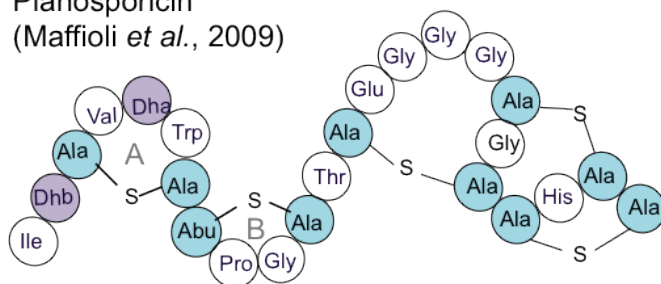 Planosporicin
(Maffioli et al., 2009)
Ile
Dhb
Ala
Val
Dha
Trp
Ala
A
S
Abu
Pro
Gly
Ala
S
B
Thr
Ala
Glu
Gly
Gly
Gly
Ala
Gly
Ala
S
Ala
His
Ala
Ala
S
S